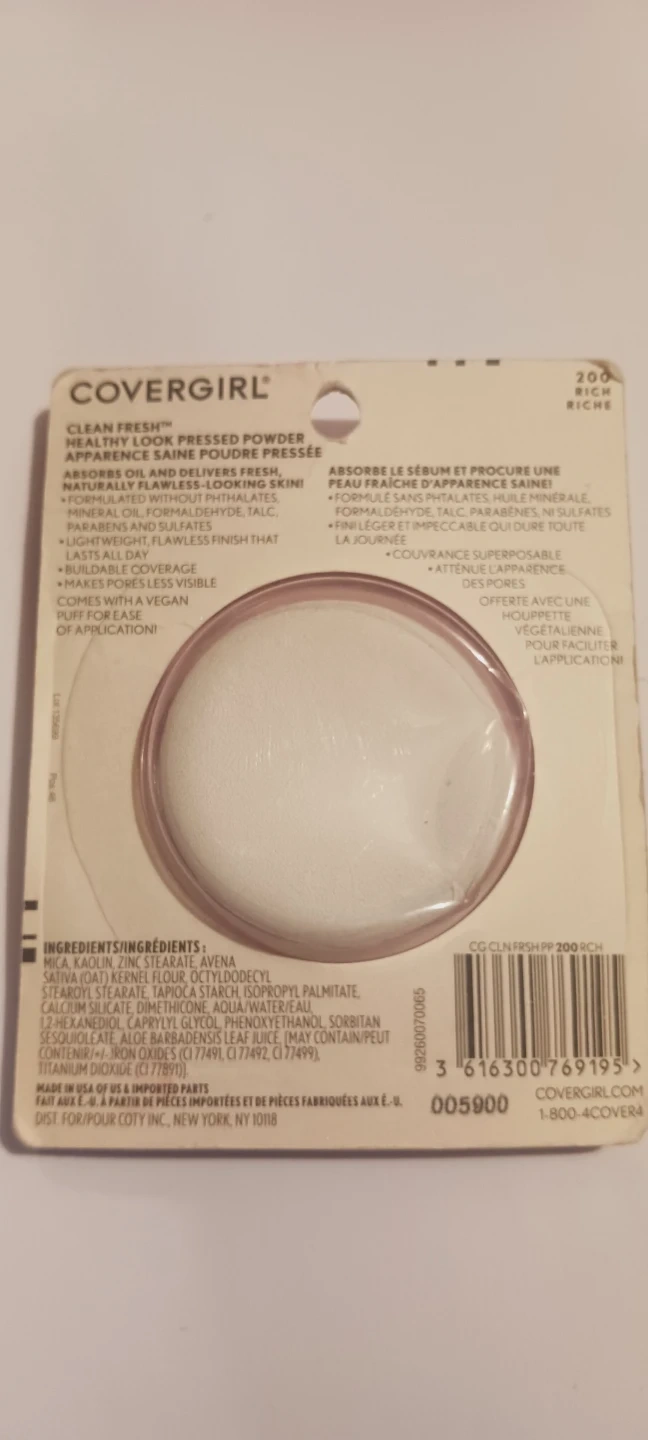 COVERGIRL®
200
RICH
RICHE
CLEAN FRESH™
HEALTHY LOOK PRESSED POWDER
APPARENCE SAINE POUDRE PRESSÉE
ABSORBS OIL AND DELIVERS FRESH,
NATURALLY FLAWLESS-LOOKING SKIN!
• FORMULATED WITHOUT PHTHALATES,
MINERAL OIL, FORMALDEHYDE, TALC,
PARABENS AND SULFATES
• LIGHTWEIGHT, FLAWLESS FINISH THAT
LASTS ALL DAY
• BUILDABLE COVERAGE
• MAKES PORES LESS VISIBLE
COMES WITH A VEGAN
PUFF FOR EASE
OF APPLICATION!
ABSORBE LE SÉBUM ET PROCURE UNE
PEAU FRAÎCHE D'APPARENCE SAINE!
• FORMULÉ SANS PHTALATES, HUILE MINÉRALE,
FORMALDÉHYDE, TALC, PARABÈNES, NI SULFATES
• FINI LÉGER ET IMPECCABLE QUI DURE TOUTE
LA JOURNÉE
• COUVRANCE SUPERPOSABLE
• ATTÉNUE L'APPARENCE
DES PORES
OFFERTE AVEC UNE
HOUPPETTE
VÉGÉTALIENNE
POUR FACILITER
L'APPLICATION!
INGREDIENTS/INGRÉDIENTS :
MICA, KAOLIN, ZINC STEARATE, AVENA
SATIVA (OAT) KERNEL FLOUR, OCTYLDODECYL
STEAROYL STEARATE, TAPIOCA STARCH, ISOPROPYL PALMITATE,
CALCIUM SILICATE, DIMETHICONE, AQUA/WATER/EAU,
1,2-HEXANEDIOL, CAPRYLYL GLYCOL, PHENOXYETHANOL, SORBITAN
SESQUIOLEATE, ALOE BARBADENSIS LEAF JUICE, [MAY CONTAIN/PEUT
CONTENIR/+/-:IRON OXIDES (CI 77491, CI 77492, CI 77499),
TITANIUM DIOXIDE (CI 77891)].
MADE IN USA OF US & IMPORTED PARTS
FAIT AUX É.-U. À PARTIR DE PIÈCES IMPORTÉES ET DE PIÈCES FABRIQUÉES AUX É.-U.
DIST. FOR/POUR COTY INC., NEW YORK, NY 10118
CG CLN FRSH PP 200 RCH
99260070065
3 616300 769195 >
005900
COVERGIRL.COM
1-800-4COVER4